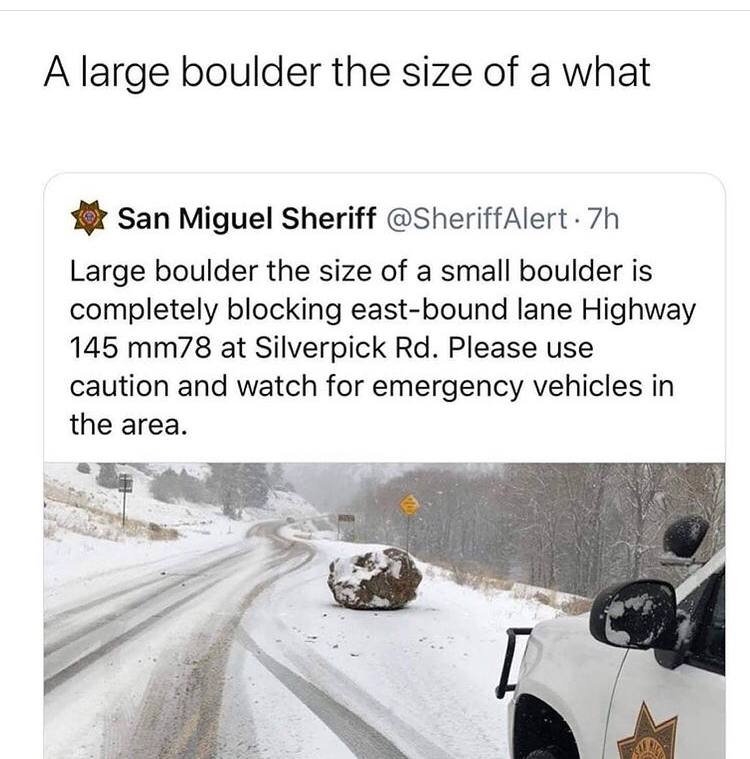 A large boulder the size of a what
San Miguel Sheriff @SheriffAlert · 7h
Large boulder the size of a small boulder is
completely blocking east-bound lane Highway
145 mm78 at Silverpick Rd. Please use
caution and watch for emergency vehicles in
the area.